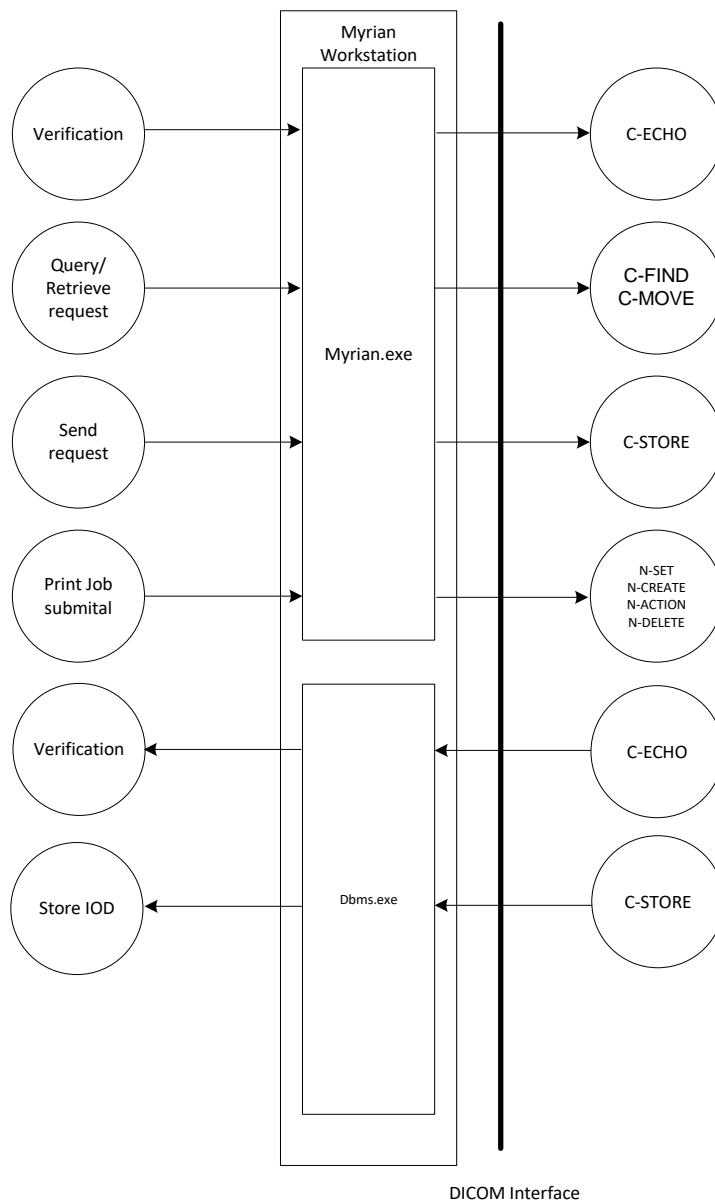 Myrian
Workstation
Verification
C-ECHO
Query/
Retrieve
request
C-FIND
C-MOVE
Myrian.exe
Send
request
C-STORE
Print Job
submital
N-SET
N-CREATE
N-ACTION
N-DELETE
Verification
C-ECHO
Store IOD
Dbms.exe
C-STORE
DICOM Interface